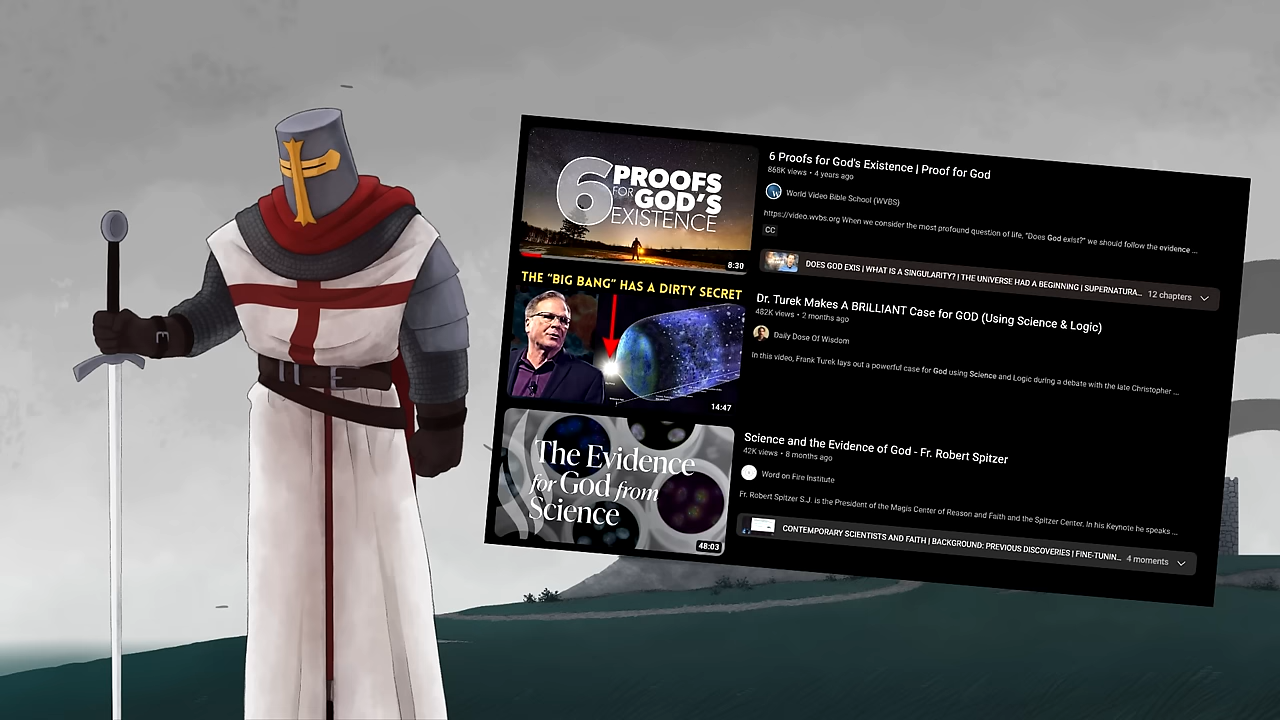 6 PROOFS
FOR GOD'S
EXISTENCE
8:30
6 Proofs for God's Existence | Proof for God
868K views • 4 years ago
World Video Bible School (WVBS)
https://video.wvbs.org When we consider the most profound question of life, "Does God exist?" we should follow the evidence ...
CC
DOES GOD EXIS | WHAT IS A SINGULARITY? | THE UNIVERSE HAD A BEGINNING | SUPERNATURA... 12 chapters
THE "BIG BANG" HAS A DIRTY SECRET
14:47
Dr. Turek Makes A BRILLIANT Case for GOD (Using Science & Logic)
482K views • 2 months ago
Daily Dose Of Wisdom
In this video, Frank Turek lays out a powerful case for God using Science and Logic during a debate with the late Christopher ...
The Evidence
for God from
Science
48:03
Science and the Evidence of God - Fr. Robert Spitzer
42K views • 8 months ago
Word on Fire Institute
Fr. Robert Spitzer S.J. is the President of the Magis Center of Reason and Faith and the Spitzer Center. In his Keynote he speaks ...
CONTEMPORARY SCIENTISTS AND FAITH | BACKGROUND: PREVIOUS DISCOVERIES | FINE-TUNIN... 4 moments